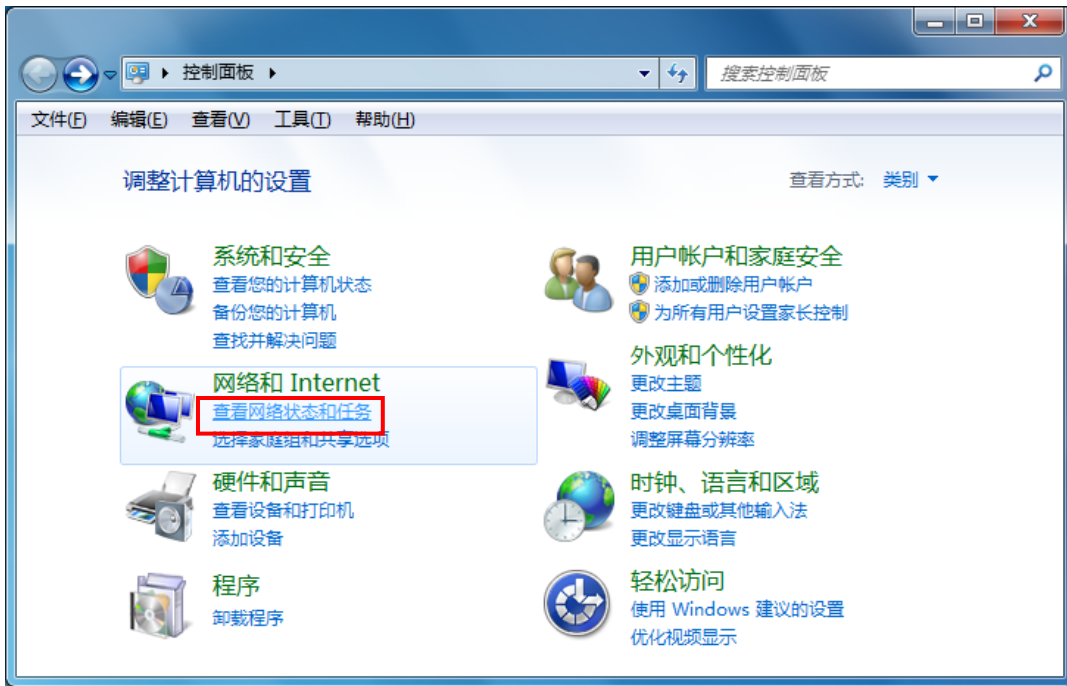 控制面板
搜索控制面板
文件(F) 编辑(E) 查看(V) 工具(T) 帮助(H)
调整计算机的设置
查看方式: 类别
系统和安全
查看您的计算机状态
备份您的计算机
查找并解决问题
网络和 Internet
查看网络状态和任务
选择家庭组和共享选项
硬件和声音
查看设备和打印机
添加设备
程序
卸载程序
用户帐户和家庭安全
添加或删除用户帐户
为所有用户设置家长控制
外观和个性化
更改主题
更改桌面背景
调整屏幕分辨率
时钟、语言和区域
更改键盘或其他输入法
更改显示语言
轻松访问
使用 Windows 建议的设置
优化视频显示